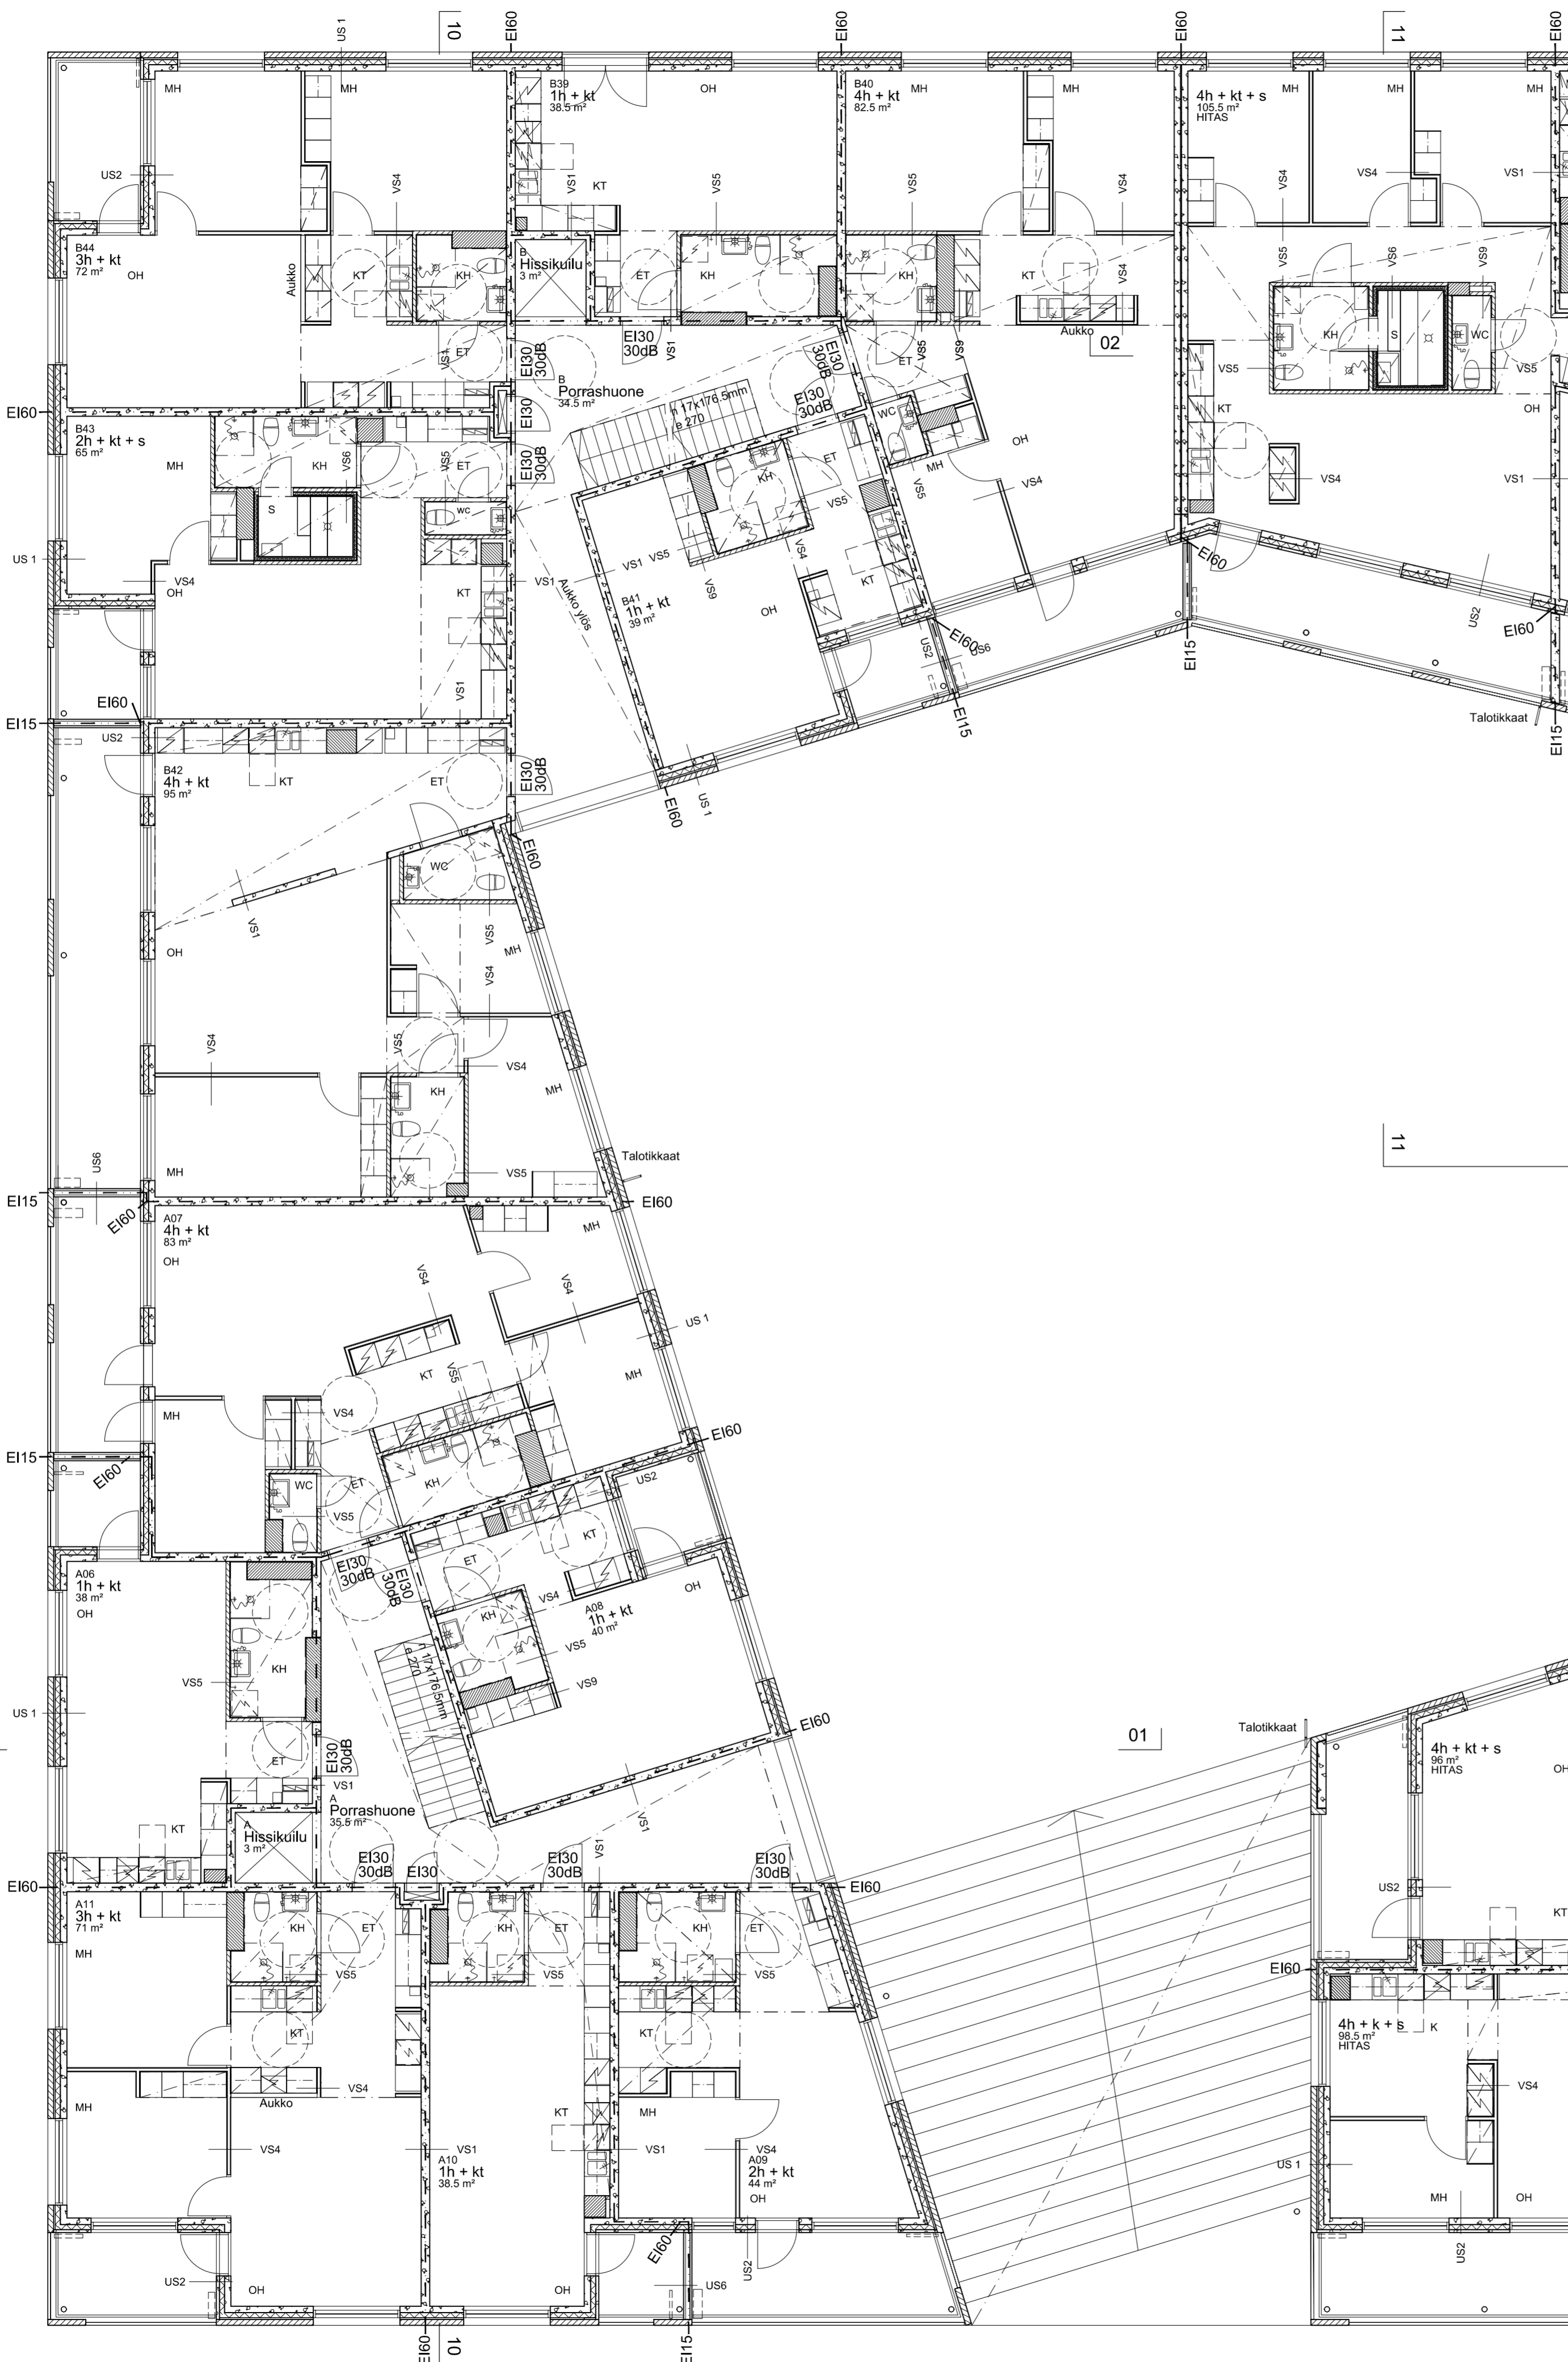 US 1
10
EI60
EI60
EI60
11
EI60
MH
MH
B39
1h + kt
38.5 m²
OH
B40
4h + kt
82.5 m²
MH
MH
4h + kt + s
105.5 m²
HITAS
MH
MH
MH
US2
VS4
VS1
KT
VS5
VS5
VS4
VS4
VS4
VS1
B44
3h + kt
72 m²
OH
Aukko
KT
KH
B
Hissikuilu
3 m²
ET
KH
KH
KT
VS4
VS5
VS6
VS9
KH
S
WC
VS1
ET
EI30
30dB
EI30
30dB
VS1
EI30
30dB
ET
VS5
VS9
Aukko
02
VS5
VS5
EI60
B
Porrashuone
34.5 m²
EI30
n 17x176.5mm
e 270
EI30
30dB
WC
OH
KT
OH
B43
2h + kt + s
65 m²
MH
KH
VS6
VS5
ET
EI30
30dB
KH
ET
MH
VS5
VS5
VS4
VS4
VS1
S
wc
US 1
VS4
OH
KT
VS1
Aukko ylös
VS1
VS5
VS9
VS4
KT
B41
1h + kt
39 m²
OH
EI60
US2
US6
EI60
EI15
US2
EI60
VS1
EI60
EI15
EI15
Talotikkaat
EI15
US2
B42
4h + kt
95 m²
KT
ET
EI30
30dB
EI60
US 1
EI60
WC
VS1
OH
VS5
MH
VS4
VS4
VS5
VS4
KH
MH
11
US6
MH
VS5
Talotikkaat
EI15
EI60
EI60
A07
4h + kt
83 m²
OH
MH
VS4
VS4
US 1
KT
VS5
MH
MH
VS4
EI15
EI60
WC
ET
KH
EI60
US2
VS5
KT
EI30
30dB
EI30
30dB
ET
A06
1h + kt
38 m²
OH
VS4
OH
KH
A08
1h + kt
40 m²
KH
VS5
VS5
n 17x176.5mm
e 270
VS9
US 1
EI60
01
Talotikkaat
ET
EI30
30dB
VS1
4h + kt + s
96 m²
HITAS
OH
A
Porrashuone
35.5 m²
VS1
KT
A
Hissikuilu
3 m²
EI30
30dB
EI30
EI30
30dB
VS1
EI30
30dB
EI60
EI60
US2
A11
3h + kt
71 m²
MH
KH
ET
KH
ET
KH
ET
KT
VS5
VS5
VS5
EI60
KT
KT
4h + k + s
98.5 m²
HITAS
K
VS4
VS4
MH
Aukko
KT
MH
VS4
VS1
VS1
VS4
A10
1h + kt
38.5 m²
A09
2h + kt
44 m²
OH
US 1
MH
OH
EI60
US2
US2
US2
OH
OH
US6
EI60
10
EI15